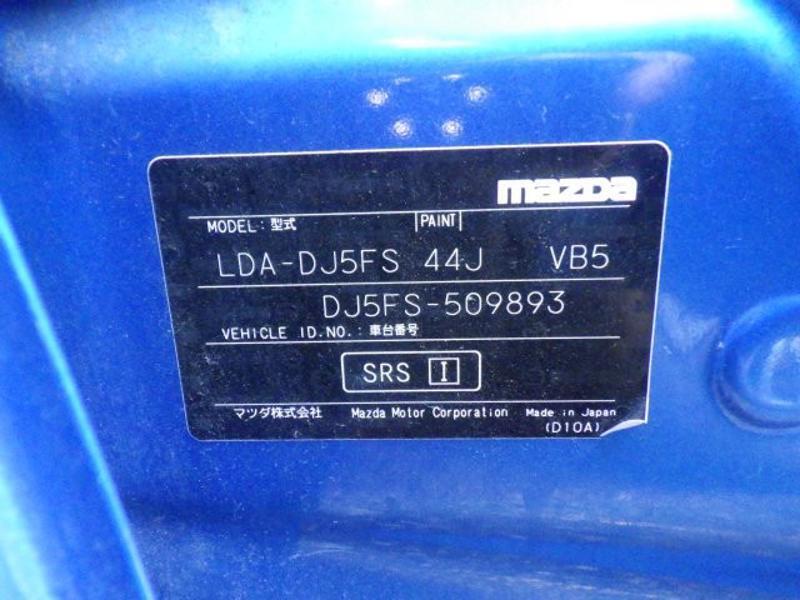 mazda
MODEL: 型式 PAINT
LDA-DJ5FS 44J VB5
DJ5FS-509893
VEHICLE ID.NO.: 車台番号
SRS I
マツダ株式会社 Mazda Motor Corporation Made in Japan
(D10A)